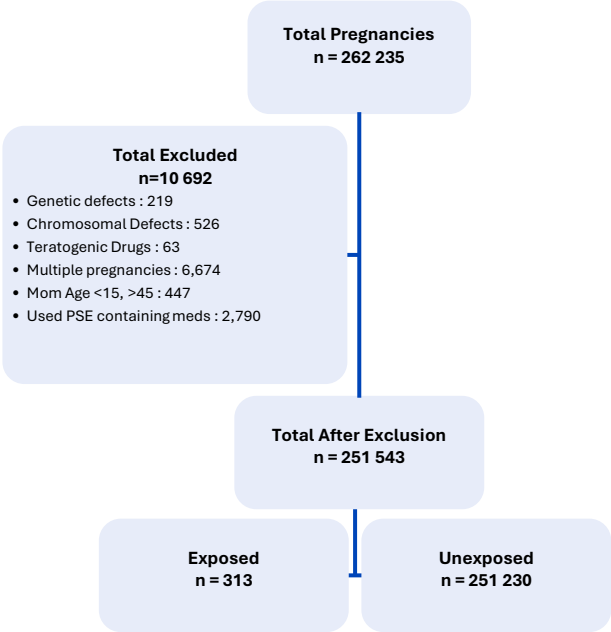 Total Pregnancies
n = 262 235
Total Excluded
n=10 692
• Genetic defects : 219
• Chromosomal Defects : 526
• Teratogenic Drugs : 63
• Multiple pregnancies : 6,674
• Mom Age <15, >45 : 447
• Used PSE containing meds : 2,790
Total After Exclusion
n = 251 543
Exposed
n = 313
Unexposed
n = 251 230